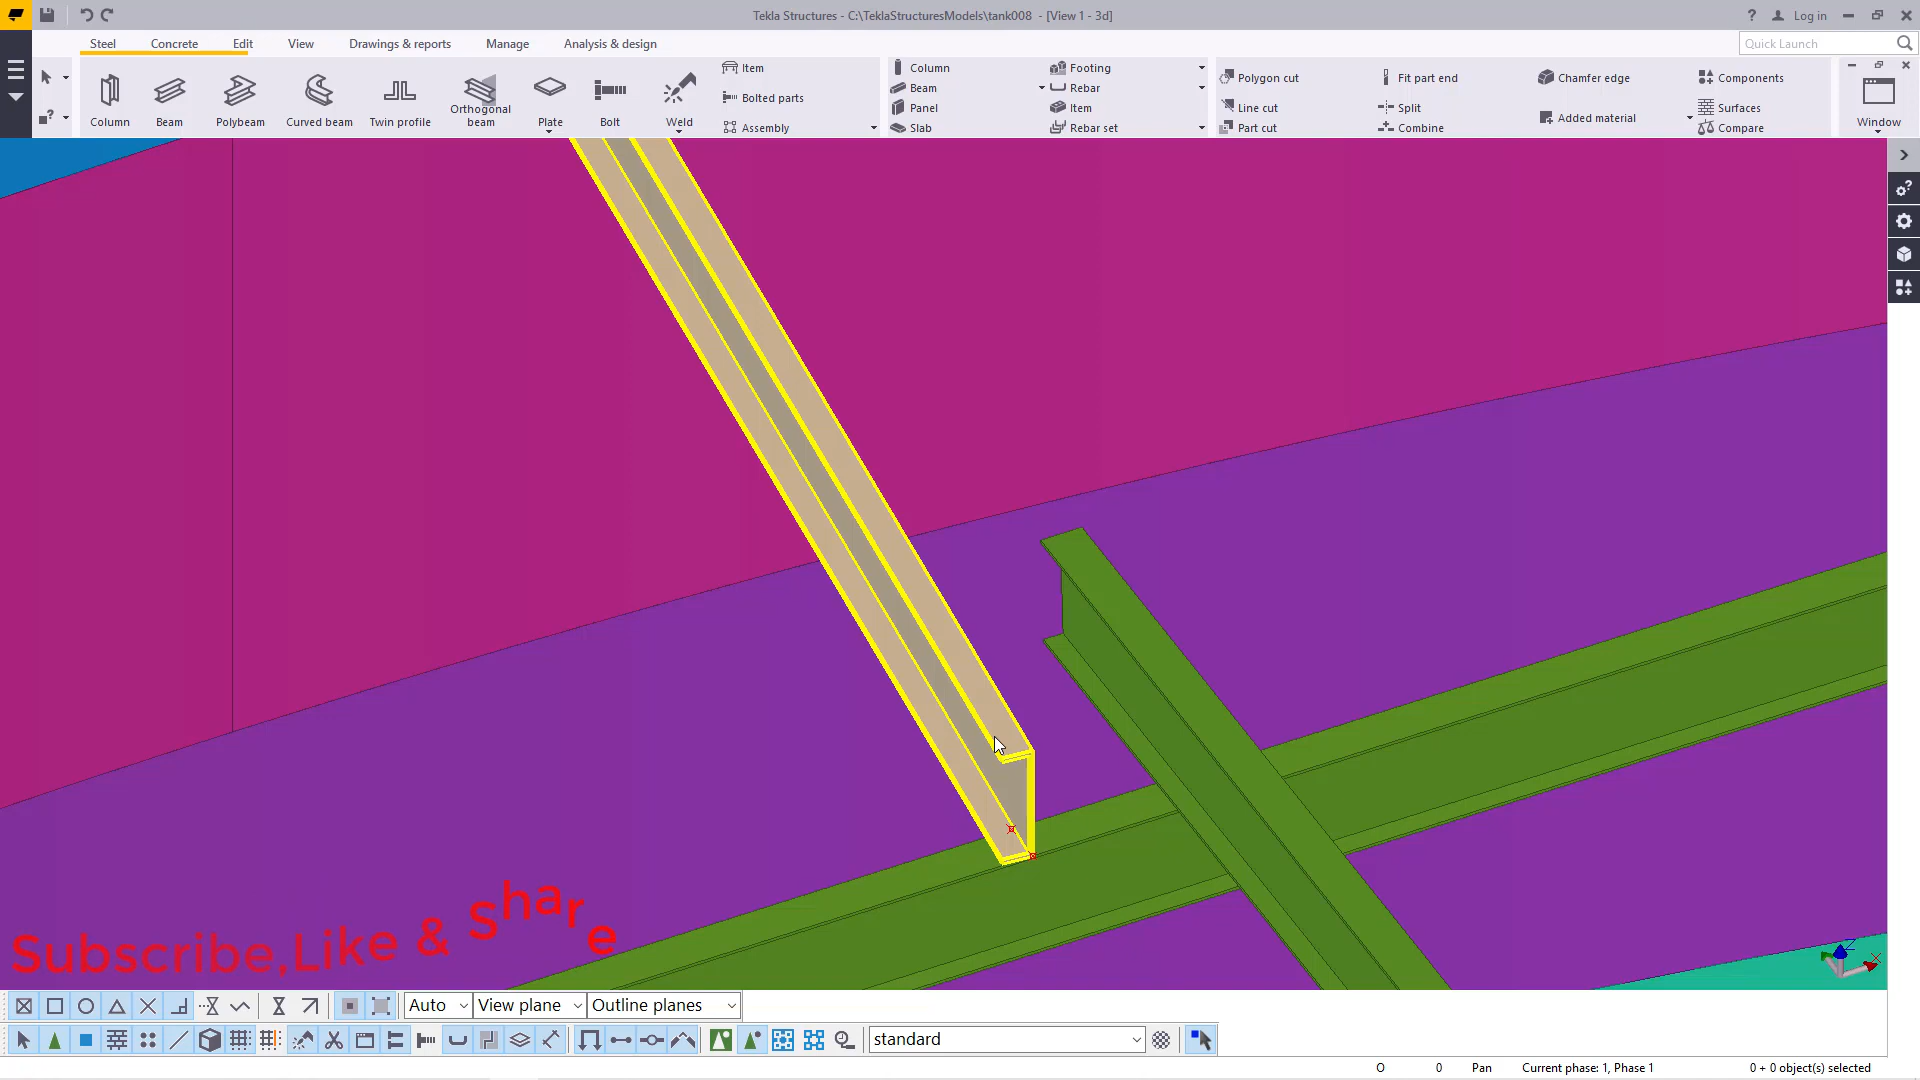 Tekla Structures - C:\TeklaStructuresModels\tank008 - [View 1 - 3d]
? Log in
Steel Concrete Edit View Drawings & reports Manage Analysis & design
Quick Launch
Column Beam Polybeam Curved beam Twin profile Orthogonal beam Plate Bolt Weld
Item
Bolted parts
Assembly
Column
Beam
Panel
Slab
Footing
Rebar
Item
Rebar set
Polygon cut
Line cut
Part cut
Fit part end
Split
Combine
Chamfer edge
Added material
Components
Surfaces
Compare
Window
Subscribe,Like & Share
Z
X
Auto View plane Outline planes
standard
O 0 Pan Current phase: 1, Phase 1 0 + 0 object(s) selected